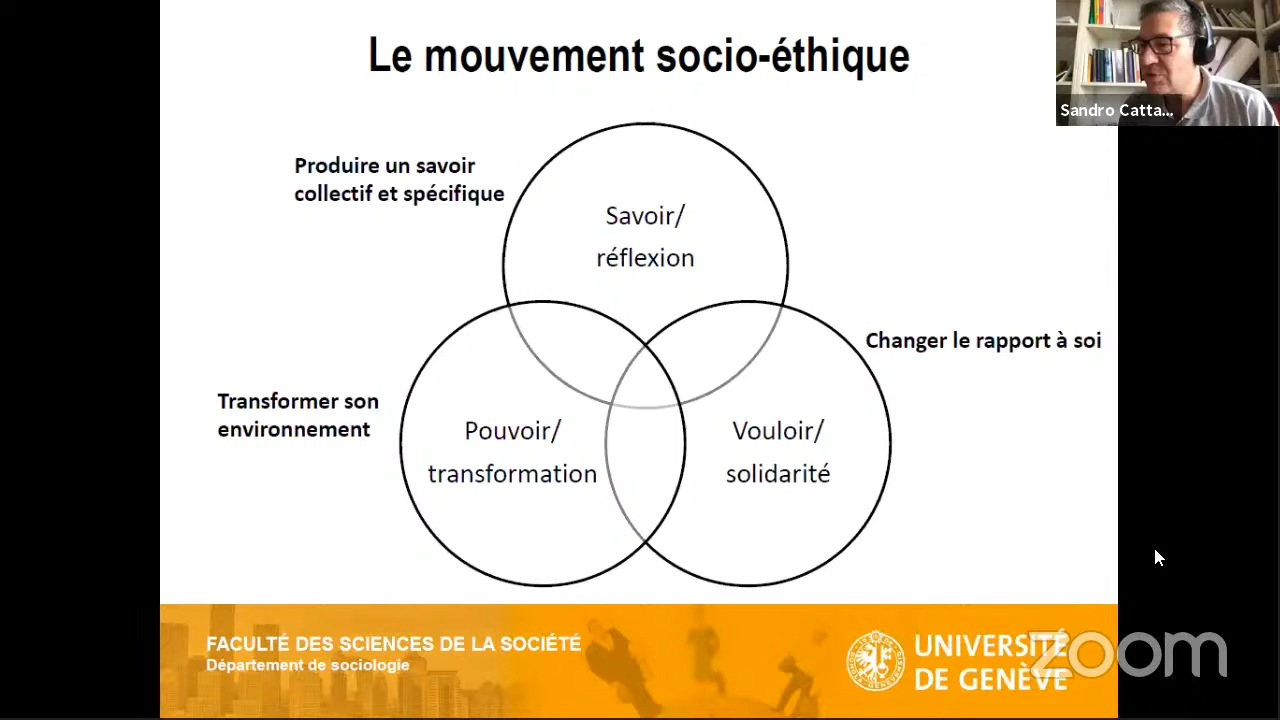 Le mouvement socio-éthique
Sandro Catta...
Produire un savoir
collectif et spécifique
Savoir/
réflexion
Changer le rapport à soi
Transformer son
environnement
Pouvoir/
transformation
Vouloir/
solidarité
FACULTÉ DES SCIENCES DE LA SOCIÉTÉ
Département de sociologie
UNIVERSITÉ
DE GENÈVE
zoom